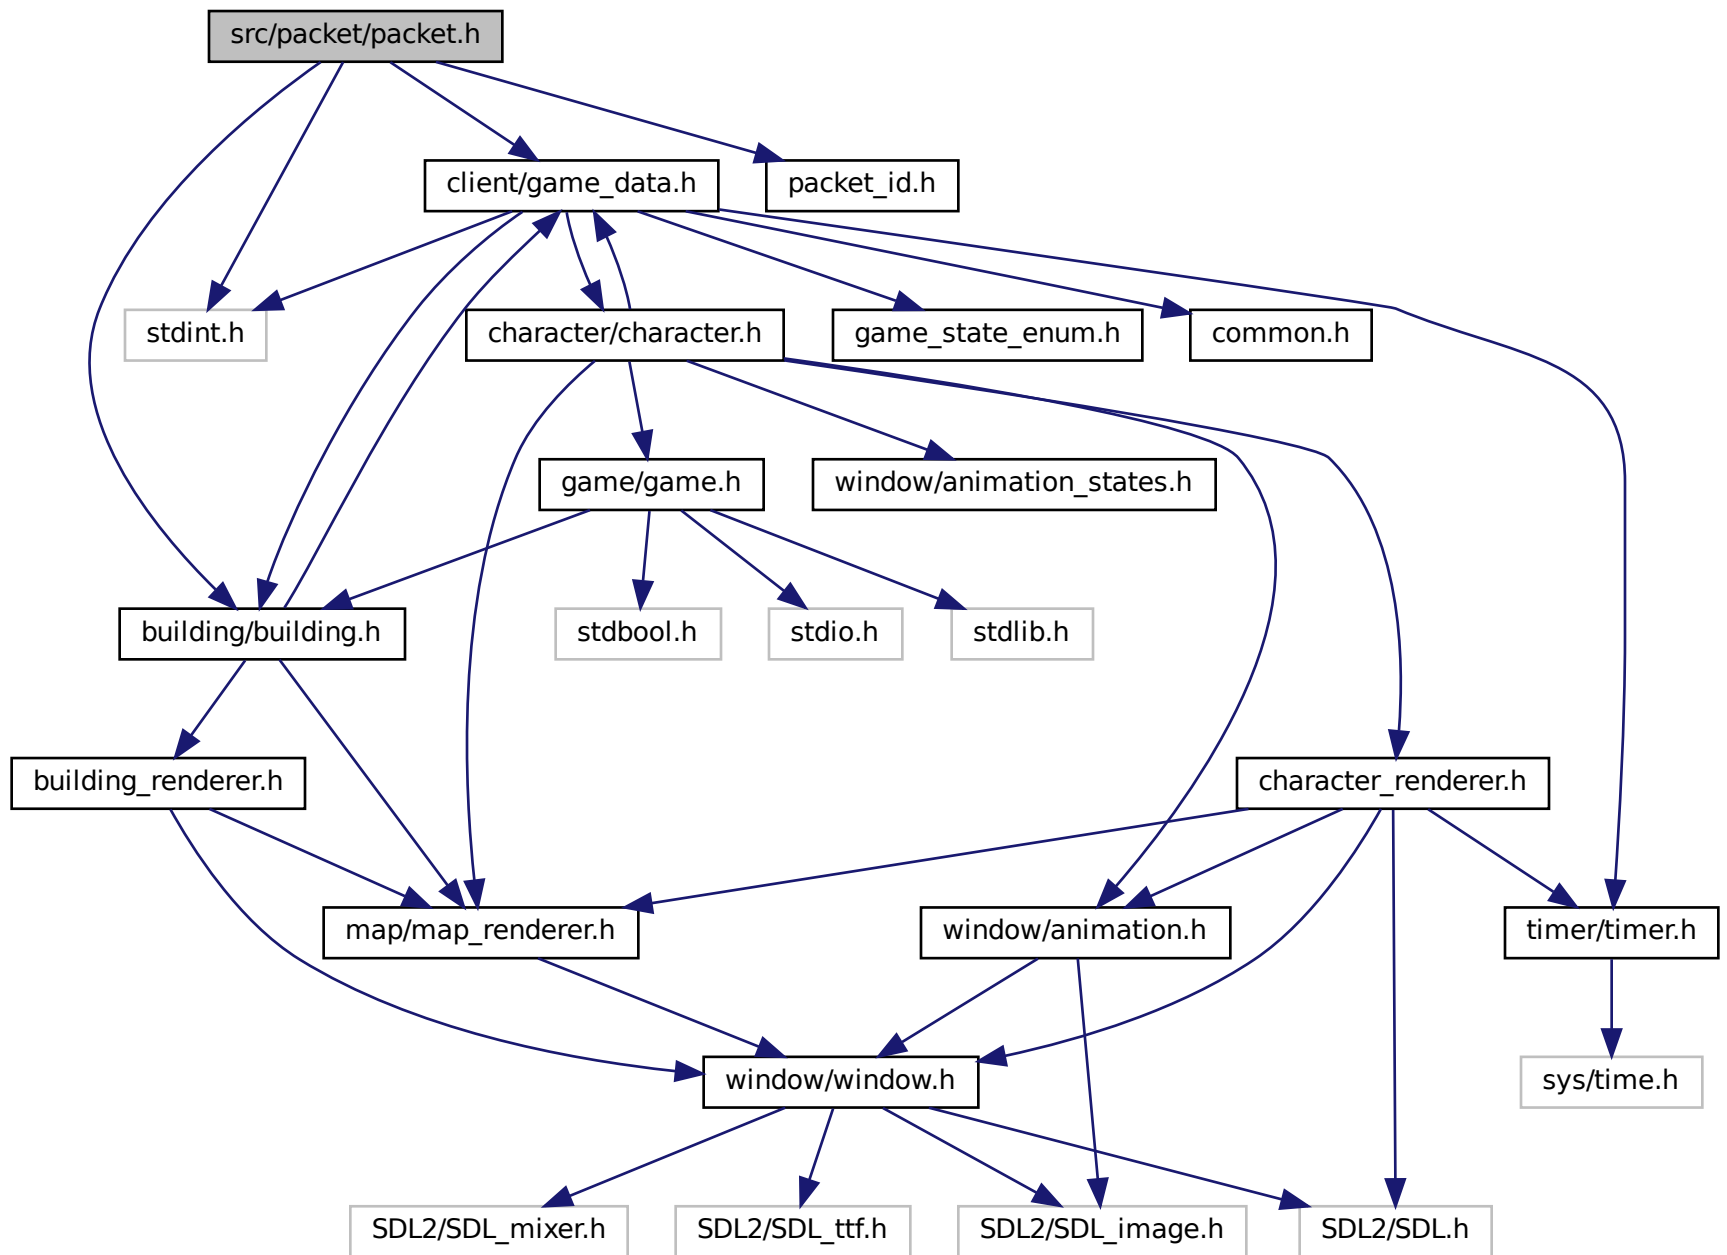 src/packet/packet.h
client/game_data.h
packet_id.h
stdint.h
character/character.h
game_state_enum.h
common.h
game/game.h
window/animation_states.h
building/building.h
stdbool.h
stdio.h
stdlib.h
building_renderer.h
character_renderer.h
map/map_renderer.h
window/animation.h
timer/timer.h
window/window.h
sys/time.h
SDL2/SDL_mixer.h
SDL2/SDL_ttf.h
SDL2/SDL_image.h
SDL2/SDL.h